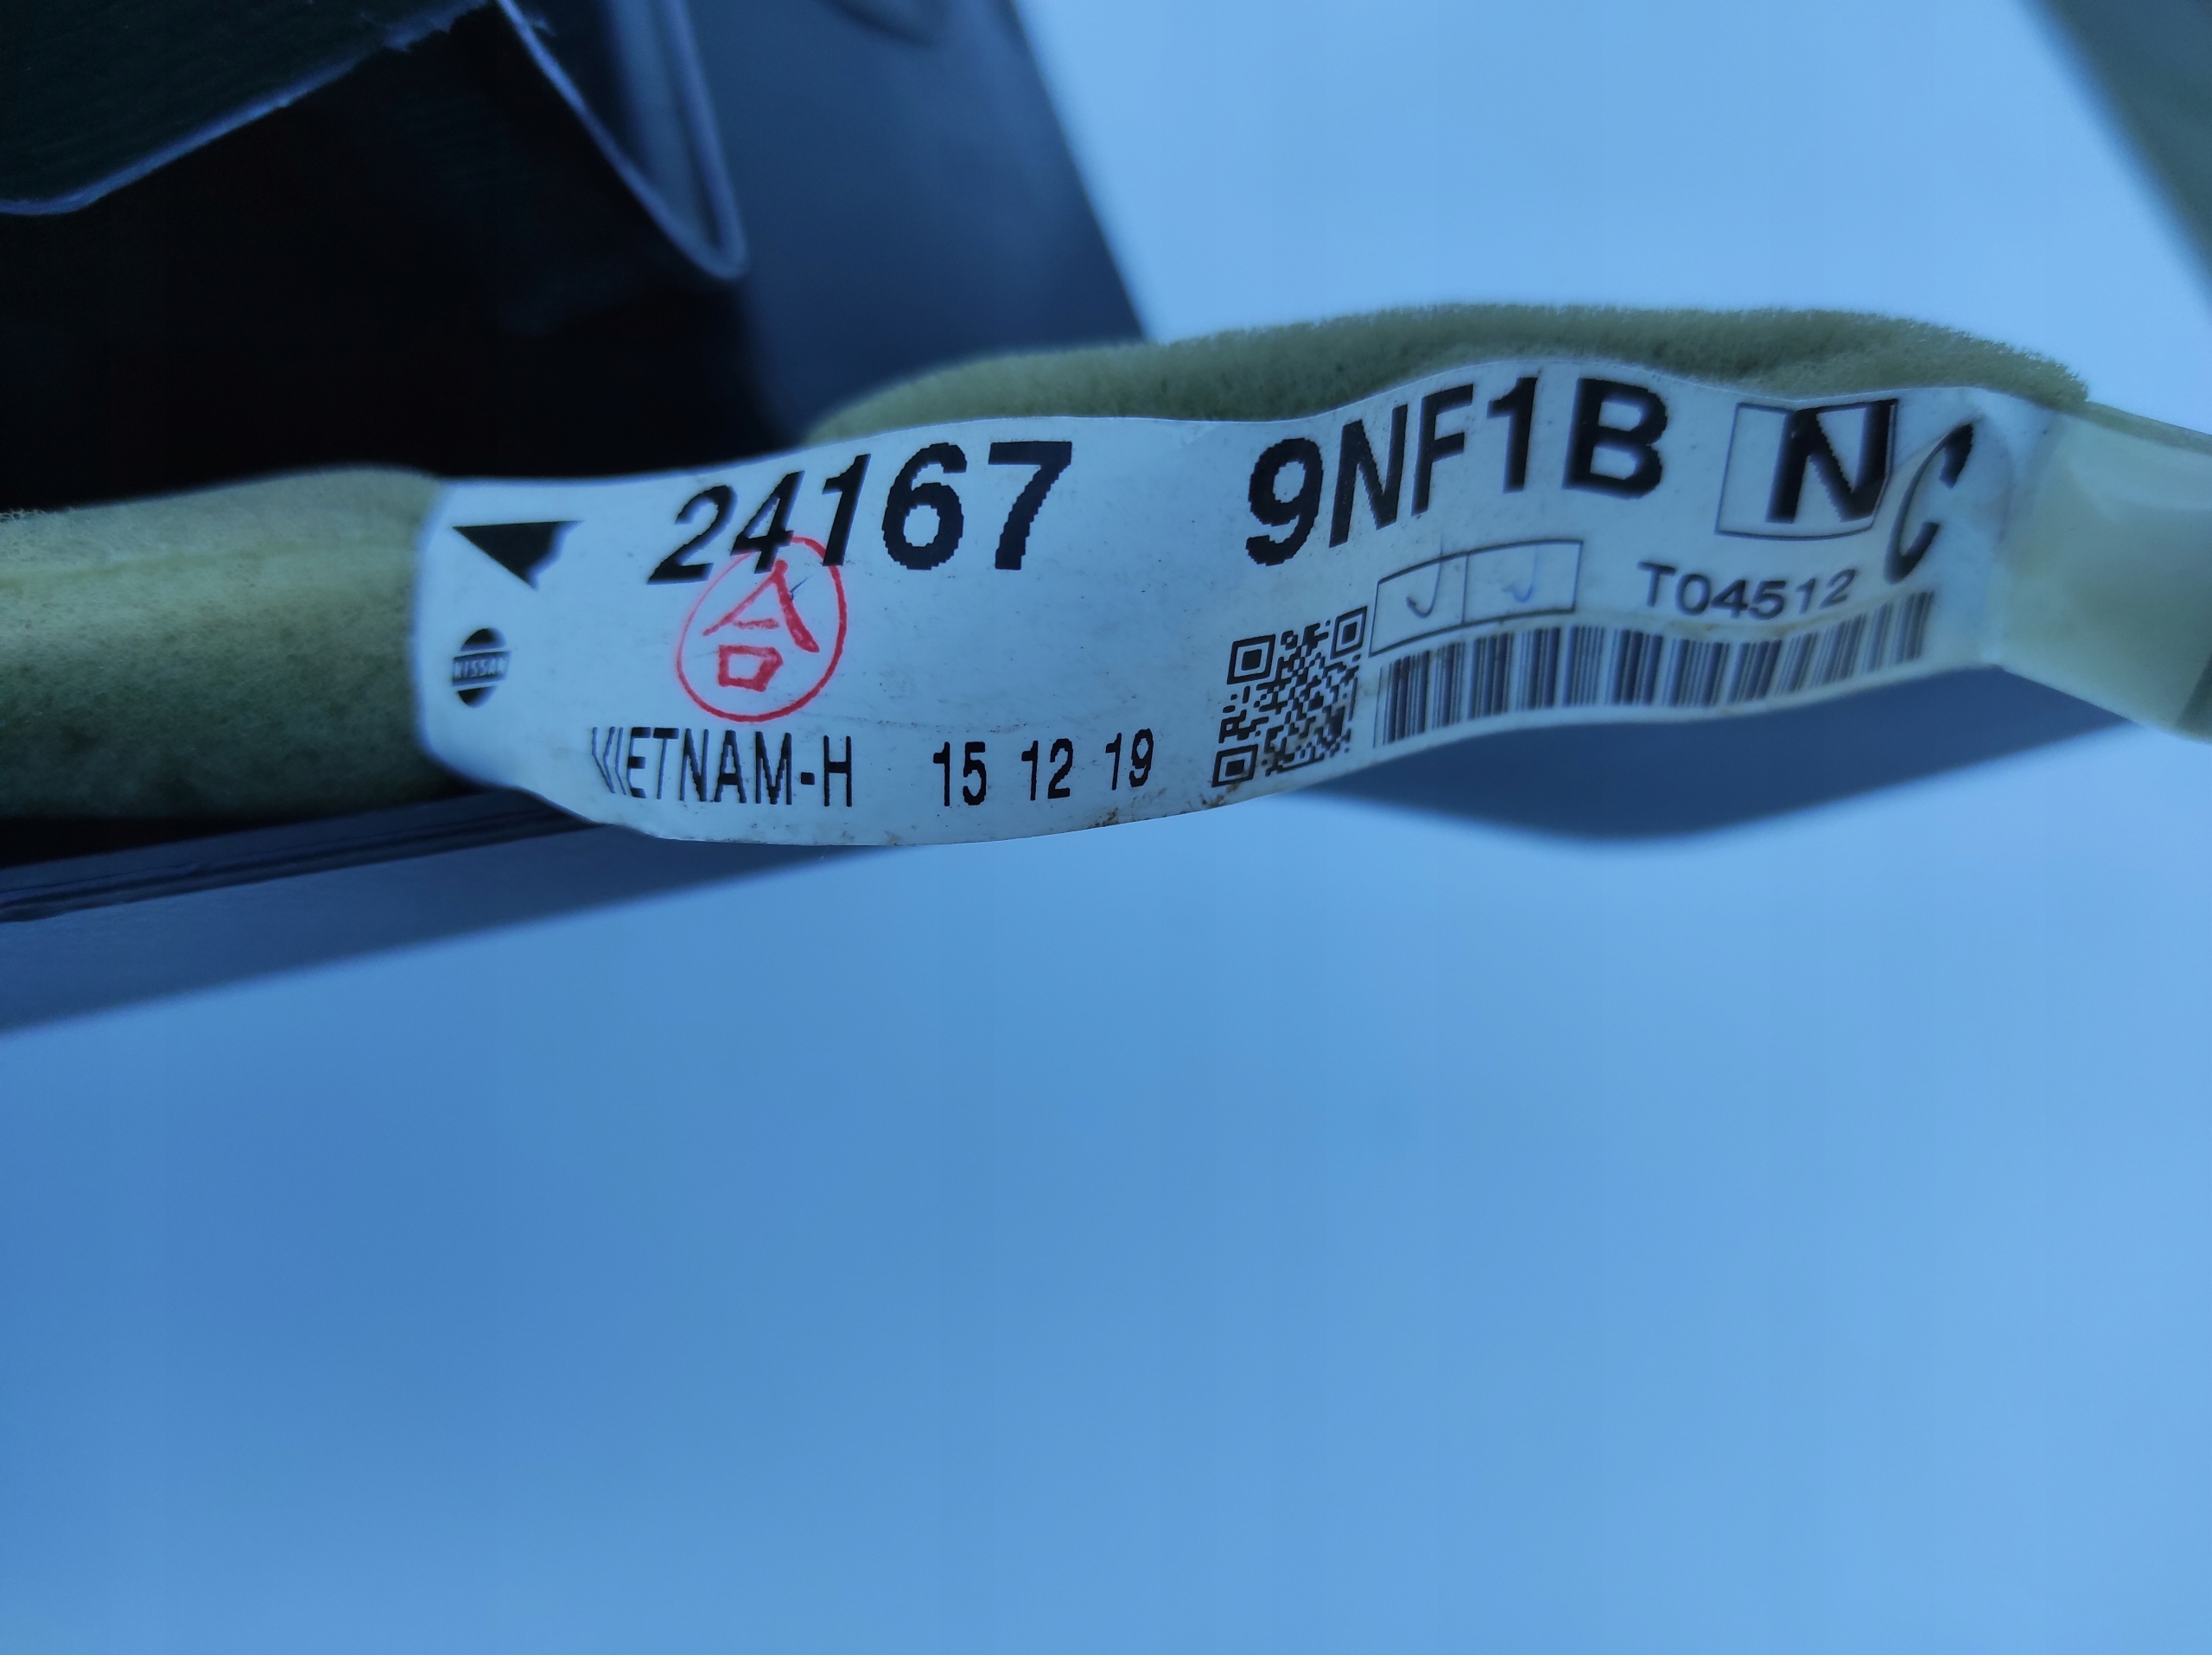 24167 9NF1B N C
合
T04512
NISSAN
VIETNAM-H 15 12 19